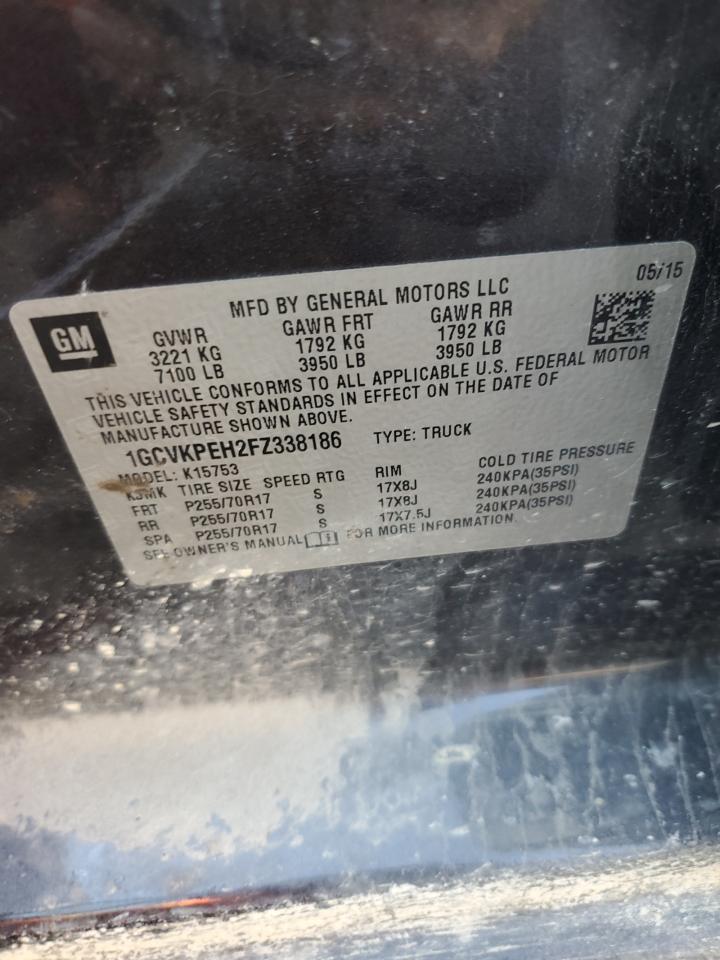 05/15
GM
MFD BY GENERAL MOTORS LLC
GVWR GAWR FRT GAWR RR
3221 KG 1792 KG 1792 KG
7100 LB 3950 LB 3950 LB
THIS VEHICLE CONFORMS TO ALL APPLICABLE U.S. FEDERAL MOTOR
VEHICLE SAFETY STANDARDS IN EFFECT ON THE DATE OF
MANUFACTURE SHOWN ABOVE.
1GCVKPEH2FZ338186 TYPE: TRUCK
MODEL: K15753
TIRE SIZE SPEED RTG RIM COLD TIRE PRESSURE
FRT P255/70R17 S 17X8J 240KPA(35PSI)
RR P255/70R17 S 17X8J 240KPA(35PSI)
SPA P255/70R17 S 17X7.5J 240KPA(35PSI)
SEE OWNER'S MANUAL FOR MORE INFORMATION.